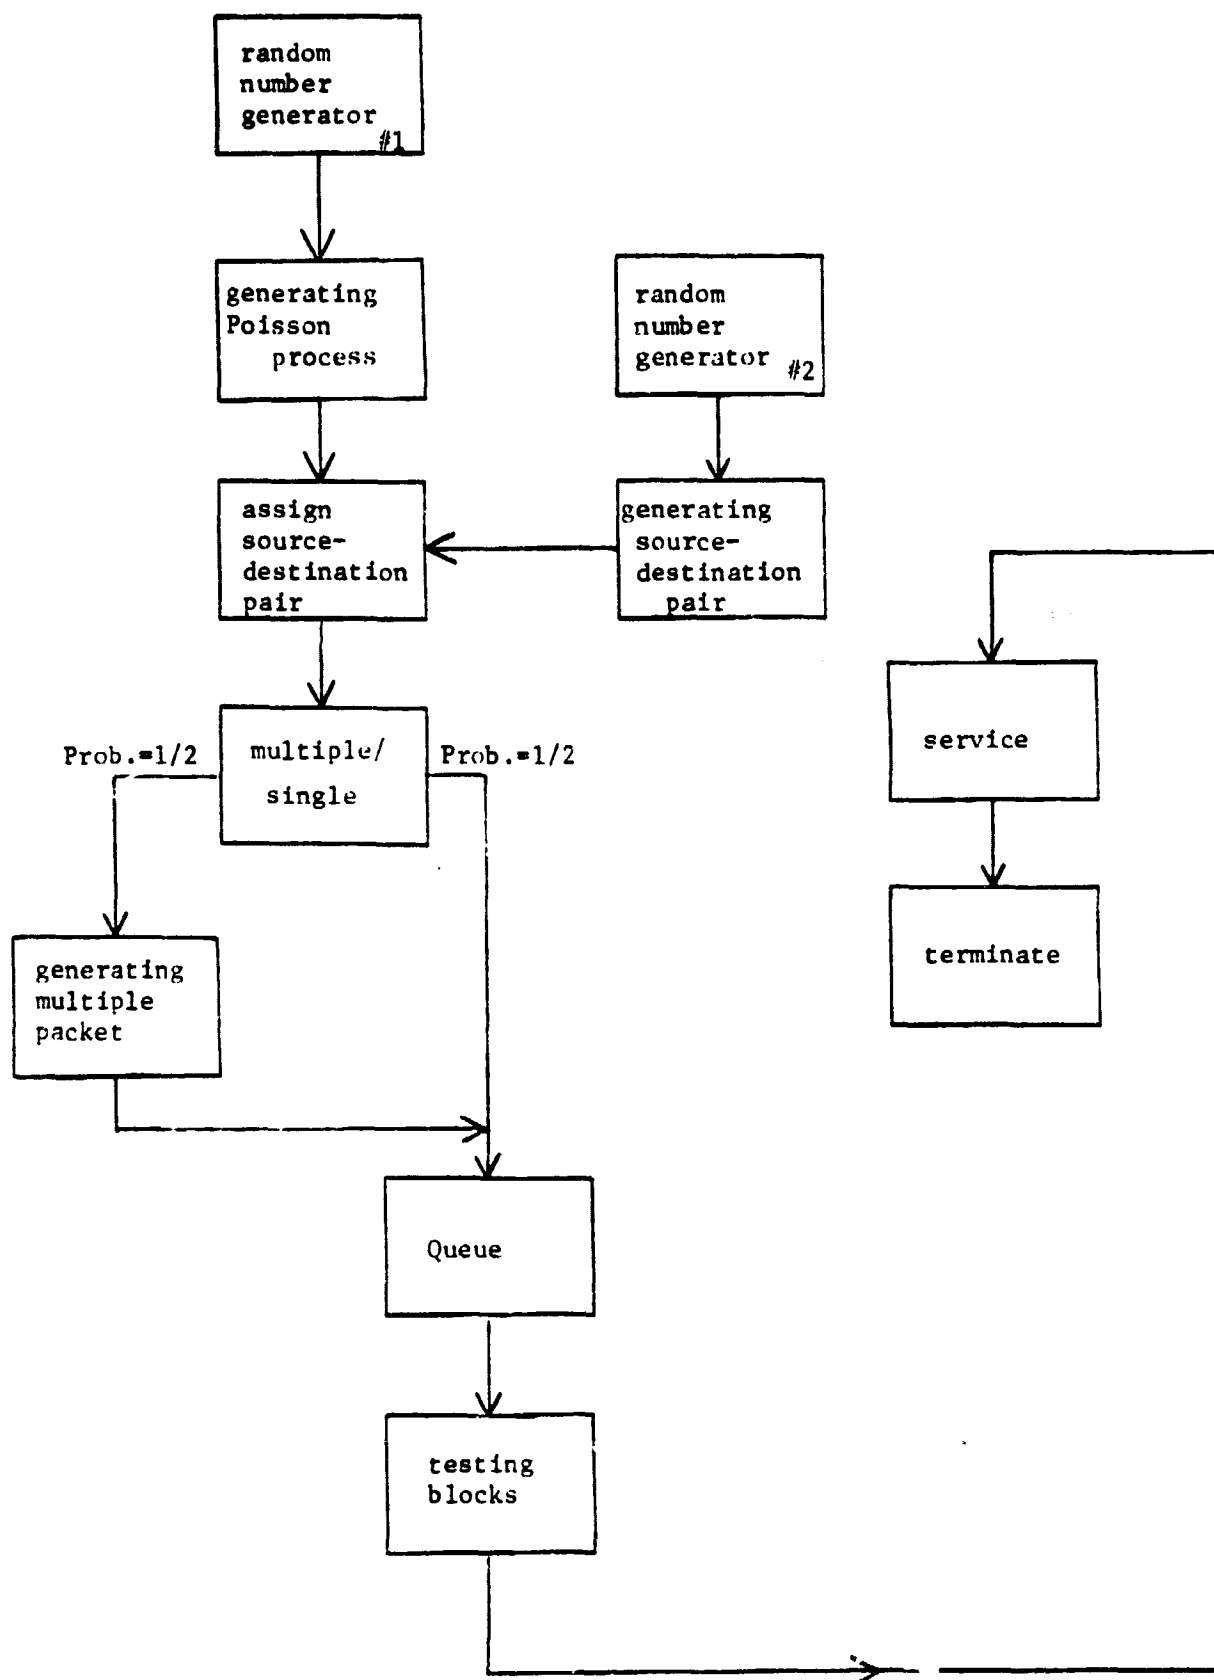 random
number
generator
#1
generating
Poisson
process
random
number
generator
#2
assign
source-
destination
pair
generating
source-
destination
pair
Prob.=1/2
multiple/
single
Prob.=1/2
service
generating
multiple
packet
terminate
Queue
testing
blocks